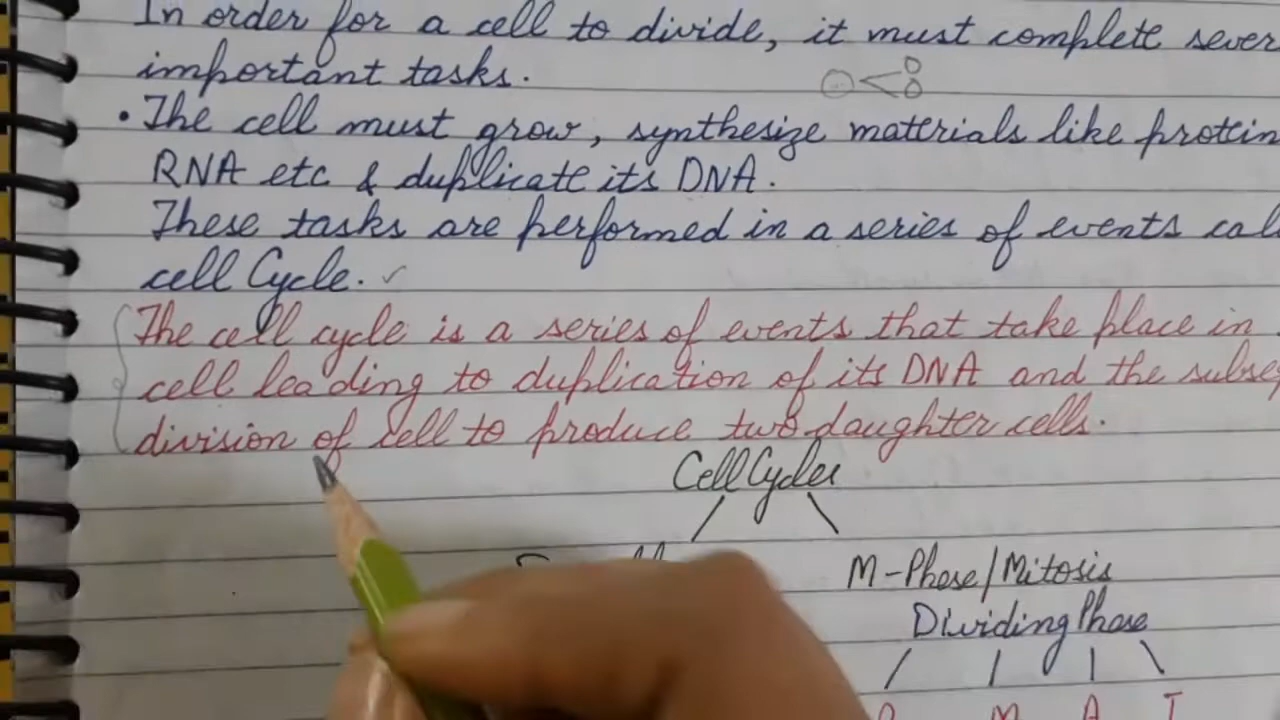 In order for a cell to divide, it must complete sever
important tasks.
• The cell must grow, synthesize materials like protein
RNA etc & duplicate its DNA.
These tasks are performed in a series of events cal
cell Cycle.
The cell cycle is a series of events that take place in
cell leading to duplication of its DNA and the subse
division of cell to produce two daughter cells.
Cell Cycles
M-Phase/Mitosis
Dividing Phase
P M A T